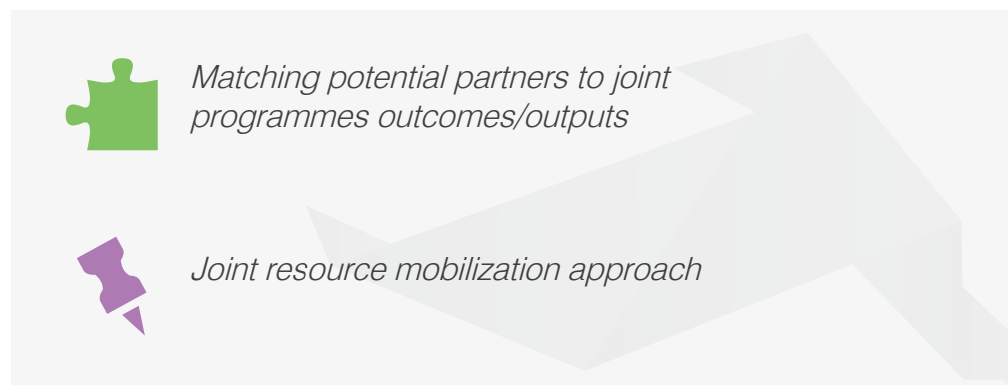 Matching potential partners to joint
programmes outcomes/outputs
Joint resource mobilization approach